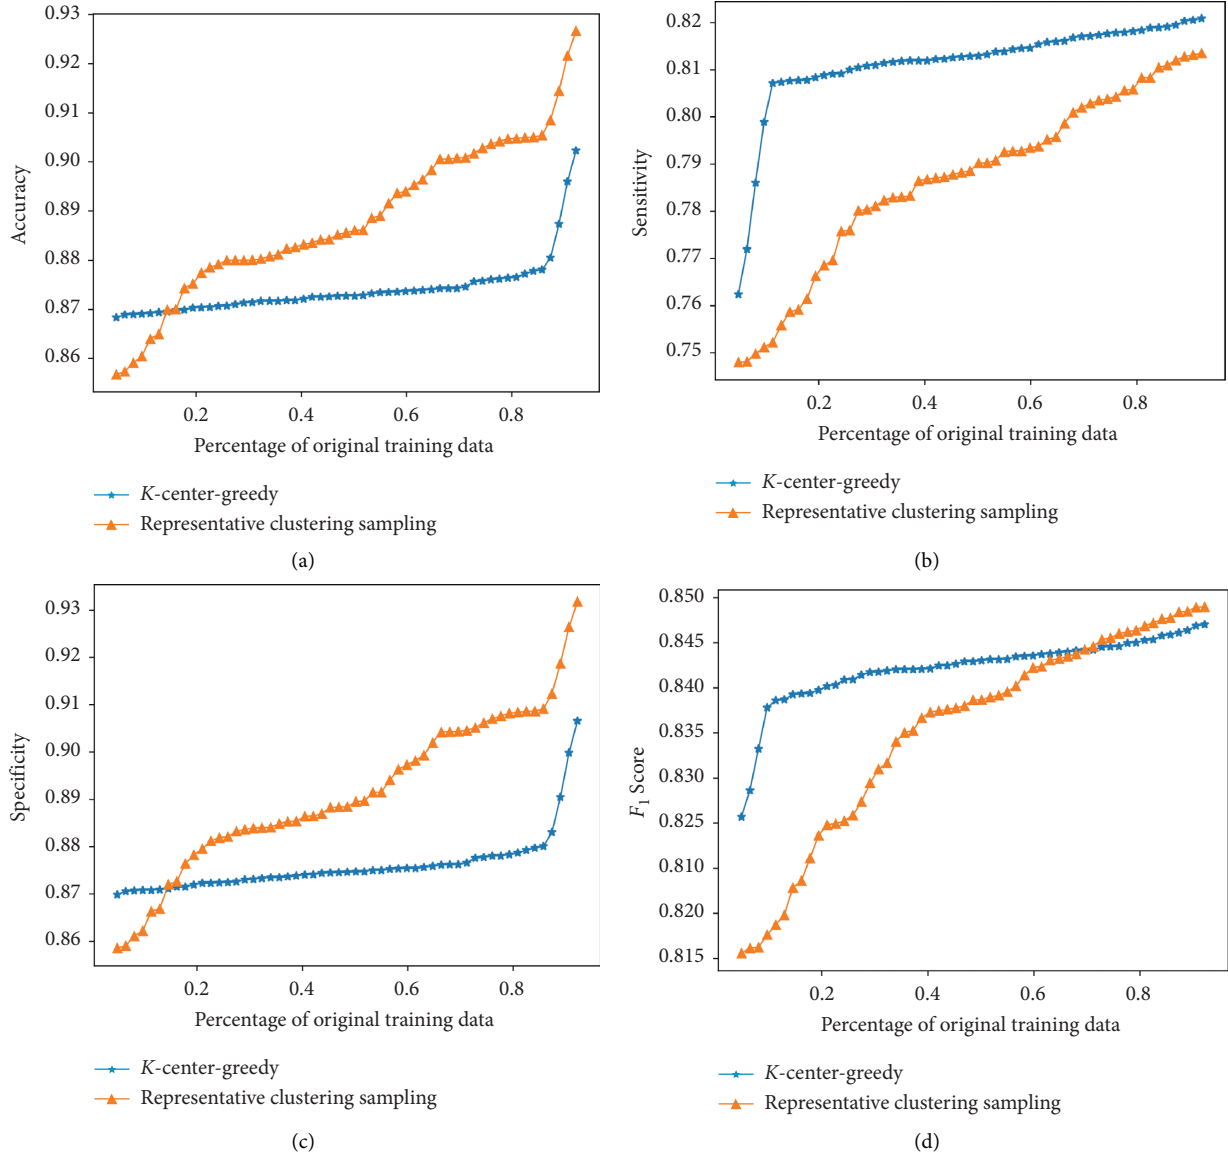 0.93
0.92
0.91
0.90
0.89
0.88
0.87
0.86
Accuracy
0.2 0.4 0.6 0.8
Percentage of original training data
K-center-greedy
Representative clustering sampling
(a)
0.82
0.81
0.80
0.79
0.78
0.77
0.76
0.75
Sensitivity
0.2 0.4 0.6 0.8
Percentage of original training data
K-center-greedy
Representative clustering sampling
(b)
0.93
0.92
0.91
0.90
0.89
0.88
0.87
0.86
Specificity
0.2 0.4 0.6 0.8
Percentage of original training data
K-center-greedy
Representative clustering sampling
(c)
0.850
0.845
0.840
0.835
0.830
0.825
0.810
0.820
0.815
F1 Score
0.2 0.4 0.6 0.8
Percentage of original training data
K-center-greedy
Representative clustering sampling
(d)